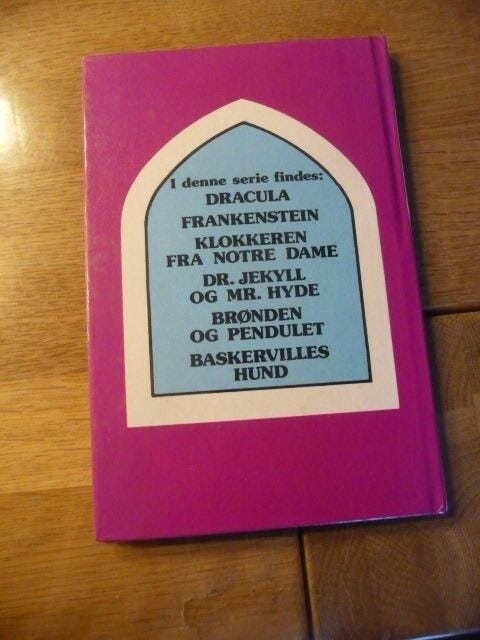 I denne serie findes:
DRACULA
FRANKENSTEIN
KLOKKEREN
FRA NOTRE DAME
DR. JEKYLL
OG MR. HYDE
BRØNDEN
OG PENDULET
BASKERVILLES
HUND